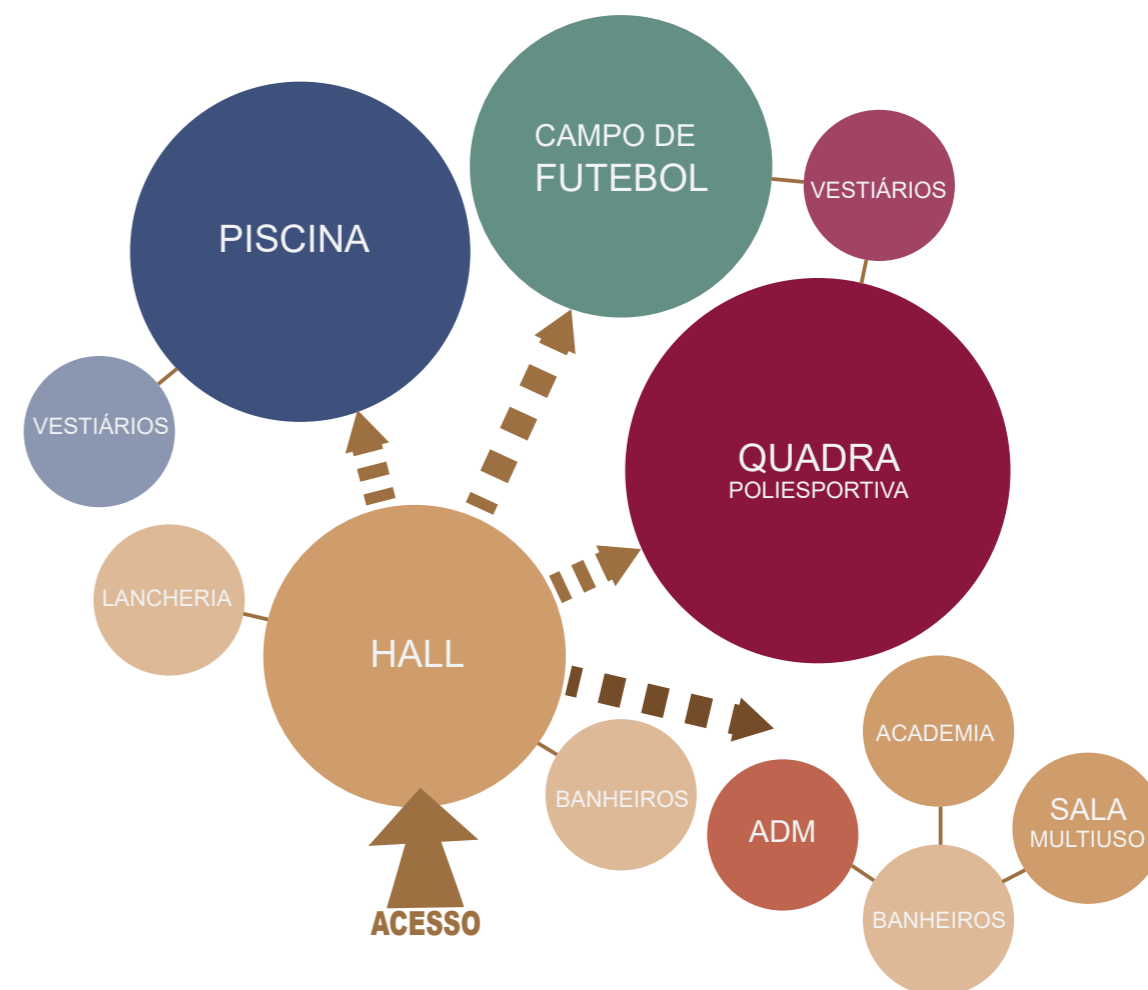 CAMPO DE
FUTEBOL
VESTIÁRIOS
PISCINA
VESTIÁRIOS
QUADRA
POLIESPORTIVA
LANCHERIA
HALL
ACADEMIA
BANHEIROS
SALA
MULTIUSO
ADM
BANHEIROS
ACESSO